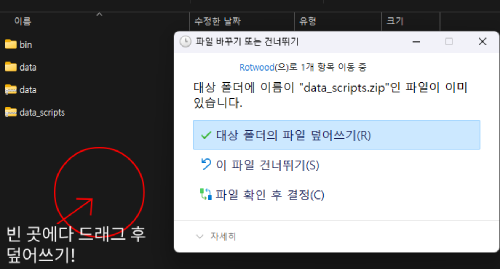 이름 수정한 날짜 유형 크기
bin
data
data
data_scripts
파일 바꾸기 또는 건너뛰기
Rotwood(으)로 1개 항목 이동 중
대상 폴더에 이름이 "data_scripts.zip"인 파일이 이미
있습니다.
대상 폴더의 파일 덮어쓰기(R)
이 파일 건너뛰기(S)
파일 확인 후 결정(C)
자세히
빈 곳에다 드래그 후
덮어쓰기!